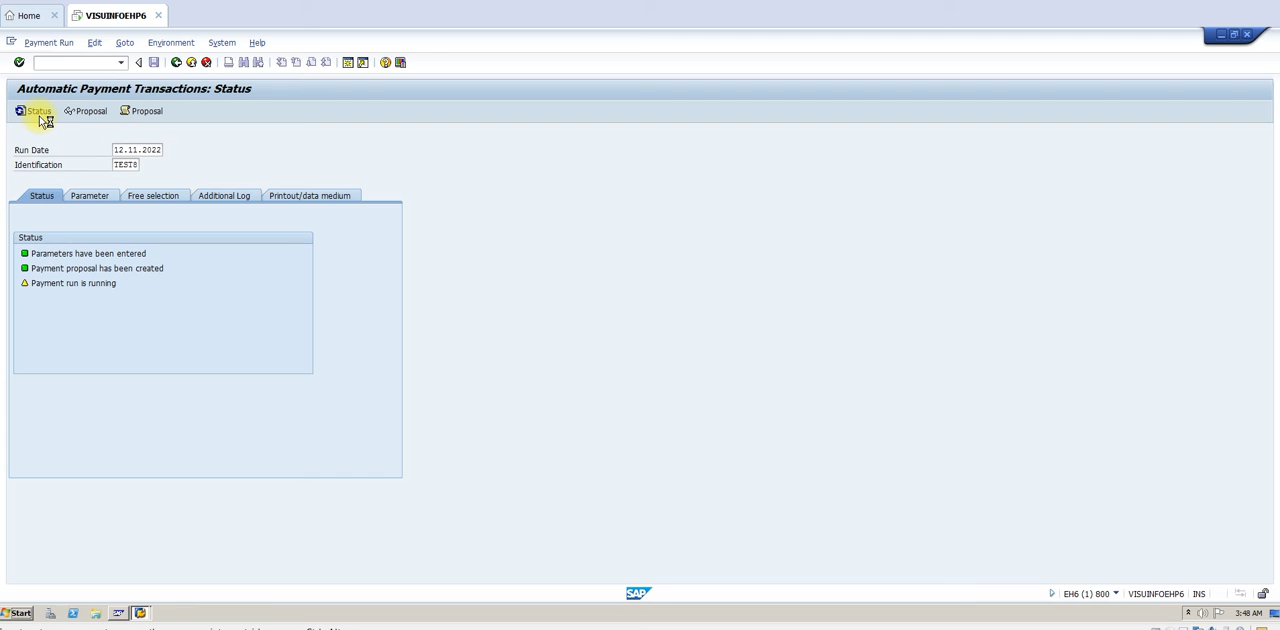 Home
VISUINFOEHP6
Payment Run Edit Goto Environment System Help
Automatic Payment Transactions: Status
Status Proposal Proposal
Run Date 12.11.2022
Identification TEST8
Status Parameter Free selection Additional Log Printout/data medium
Status
Parameters have been entered
Payment proposal has been created
Payment run is running
SAP
EH6 (1) 800 VISUINFOEHP6 INS
Start
3:48 AM